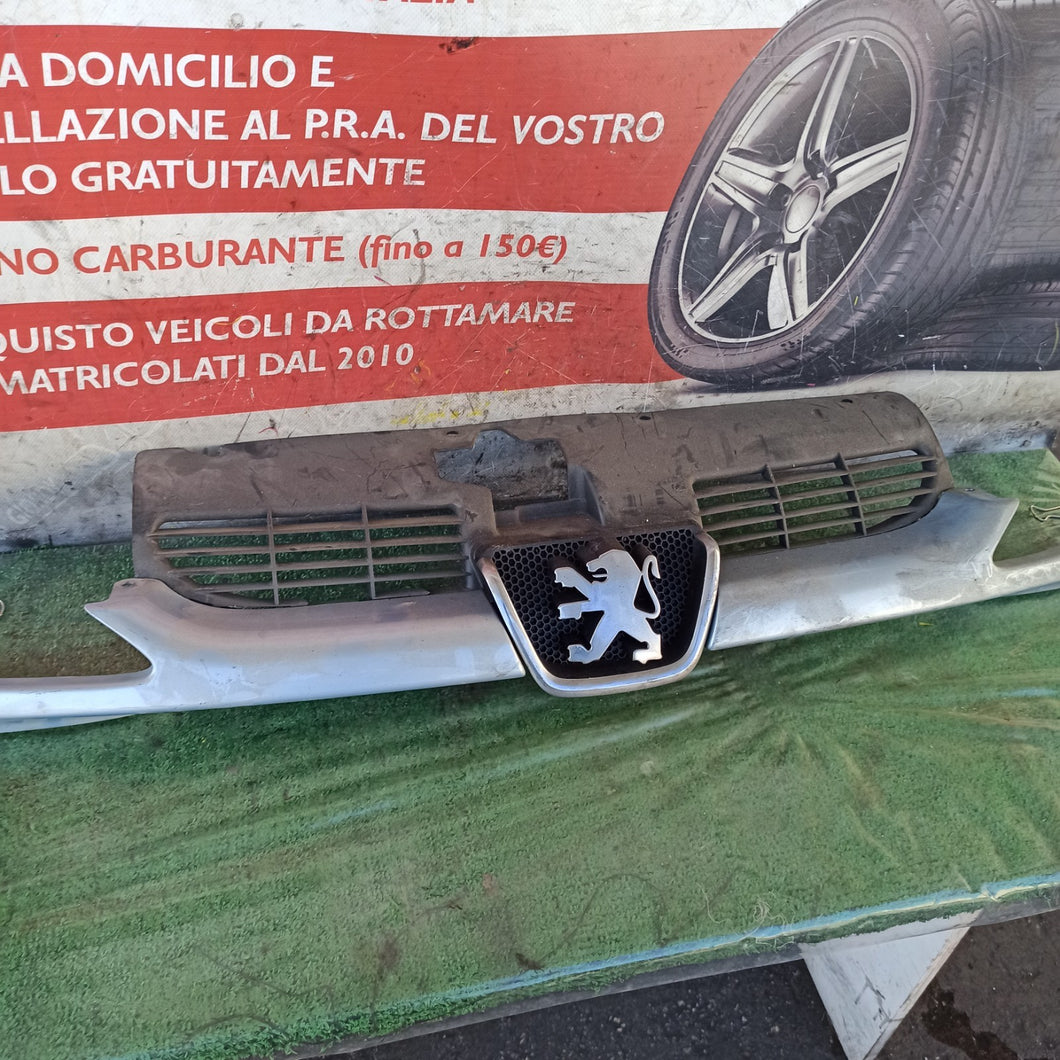 A DOMICILIO E
LLAZIONE AL P.R.A. DEL VOSTRO
LO GRATUITAMENTE
NO CARBURANTE (fino a 150€)
QUISTO VEICOLI DA ROTTAMARE
MATRICOLATI DAL 2010